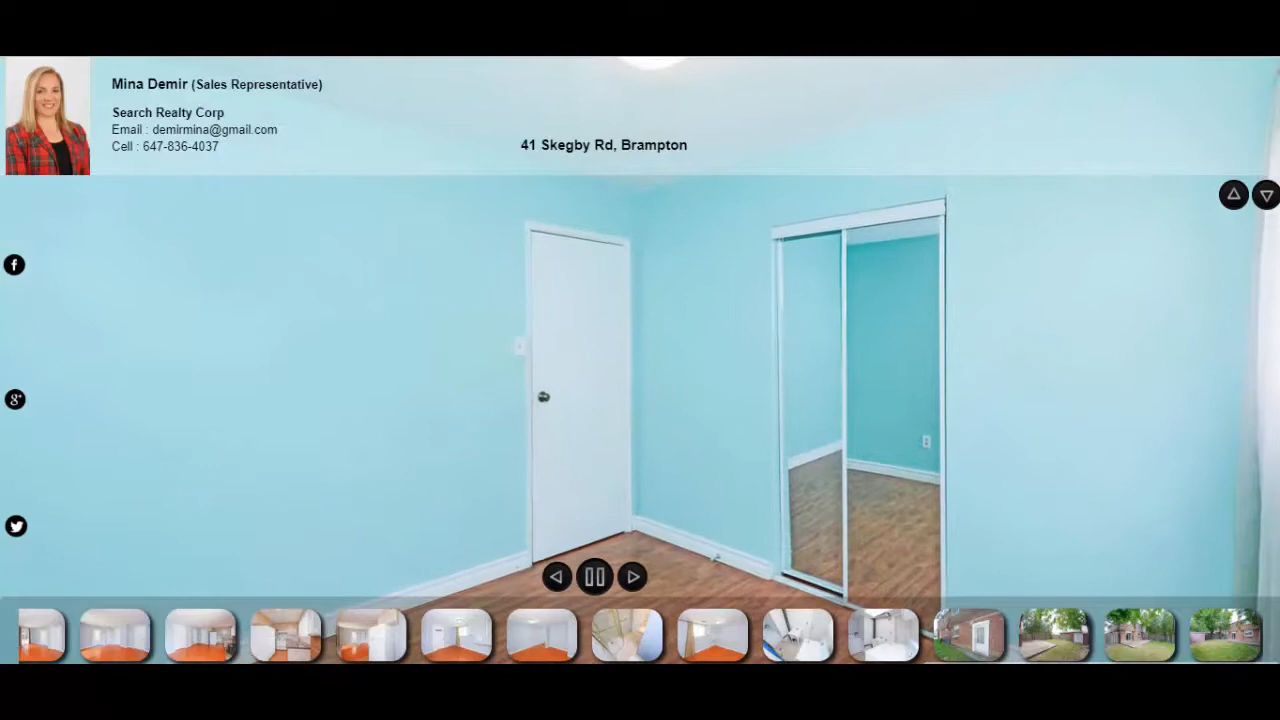 Mina Demir (Sales Representative)
Search Realty Corp
Email : demirmina@gmail.com
Cell : 647-836-4037
41 Skegby Rd, Brampton